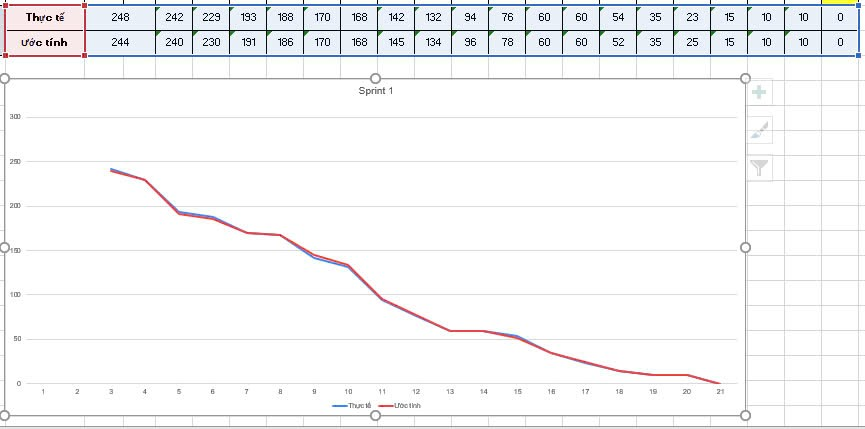 Thực tế 248 242 229 193 188 170 168 142 132 94 76 60 60 54 35 23 15 10 10 0
Ước tính 244 240 230 191 186 170 168 145 134 96 78 60 60 52 35 25 15 10 10 0
Sprint 1
300
250
200
150
100
50
0
1 2 3 4 5 6 7 8 9 10 11 12 13 14 15 16 17 18 19 20 21
Thực tế Ước tính